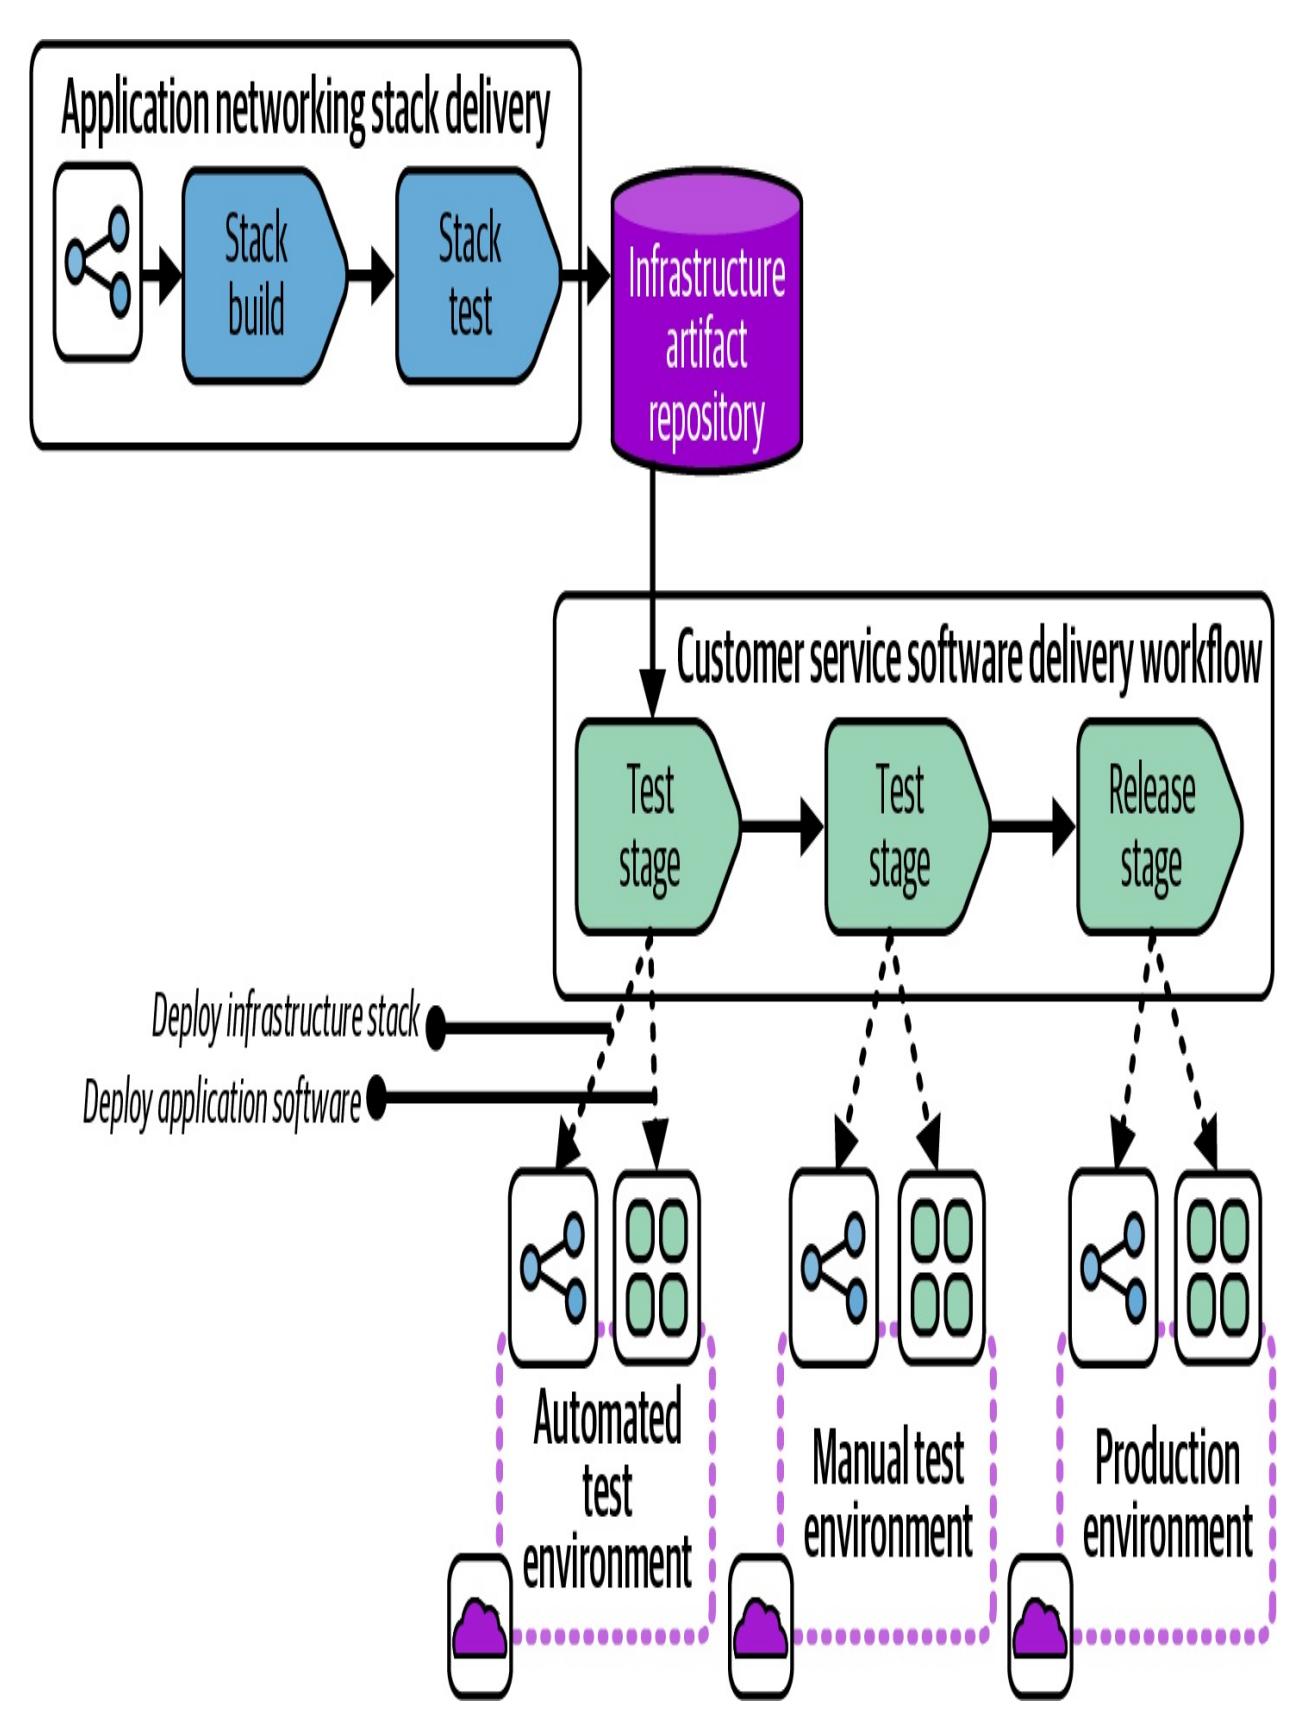 Application networking stack delivery
Stack
build
Stack
test
Infrastructure
artifact
repository
Customer service software delivery workflow
Test
stage
Test
stage
Release
stage
Deploy infrastructure stack
Deploy application software
Automated
test
environment
Manual test
environment
Production
environment